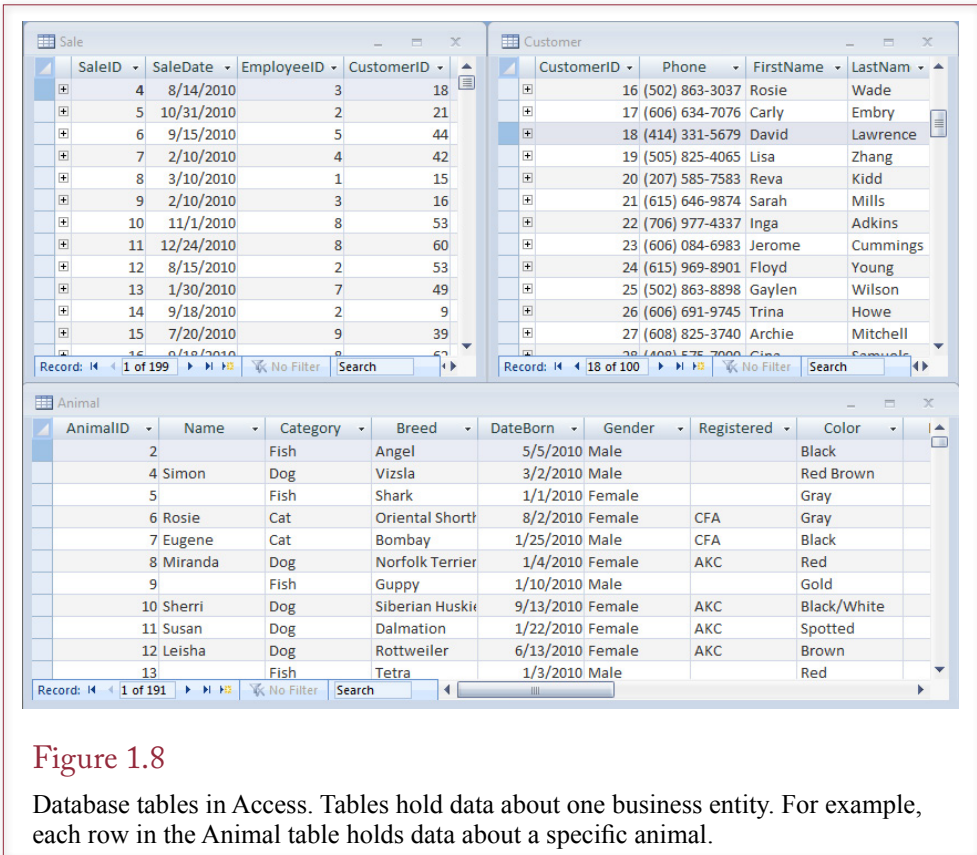 Sale
SaleID SaleDate EmployeeID CustomerID
4 8/14/2010 3 18
5 10/31/2010 2 21
6 9/15/2010 5 44
7 2/10/2010 4 42
8 3/10/2010 1 15
9 2/10/2010 3 16
10 11/1/2010 8 53
11 12/24/2010 8 60
12 8/15/2010 2 53
13 1/30/2010 7 49
14 9/18/2010 2 9
15 7/20/2010 9 39
16 9/18/2010
Record: 1 of 199 No Filter Search
Customer
CustomerID Phone FirstName LastNam
16 (502) 863-3037 Rosie Wade
17 (606) 634-7076 Carly Embry
18 (414) 331-5679 David Lawrence
19 (505) 825-4065 Lisa Zhang
20 (207) 585-7583 Reva Kidd
21 (615) 646-9874 Sarah Mills
22 (706) 977-4337 Inga Adkins
23 (606) 084-6983 Jerome Cummings
24 (615) 969-8901 Floyd Young
25 (502) 863-8898 Gaylen Wilson
26 (606) 691-9745 Trina Howe
27 (608) 825-3740 Archie Mitchell
28 Gina Samuels
Record: 18 of 100 No Filter Search
Animal
AnimalID Name Category Breed DateBorn Gender Registered Color
2 Fish Angel 5/5/2010 Male Black
4 Simon Dog Vizsla 3/2/2010 Male Red Brown
5 Fish Shark 1/1/2010 Female Gray
6 Rosie Cat Oriental Shorth 8/2/2010 Female CFA Gray
7 Eugene Cat Bombay 1/25/2010 Male CFA Black
8 Miranda Dog Norfolk Terrier 1/4/2010 Female AKC Red
9 Fish Guppy 1/10/2010 Male Gold
10 Sherri Dog Siberian Huskie 9/13/2010 Female AKC Black/White
11 Susan Dog Dalmation 1/22/2010 Female AKC Spotted
12 Leisha Dog Rottweiler 6/13/2010 Female AKC Brown
13 Fish Tetra 1/3/2010 Male Red
Record: 1 of 191 No Filter Search
Figure 1.8
Database tables in Access. Tables hold data about one business entity. For example,
each row in the Animal table holds data about a specific animal.